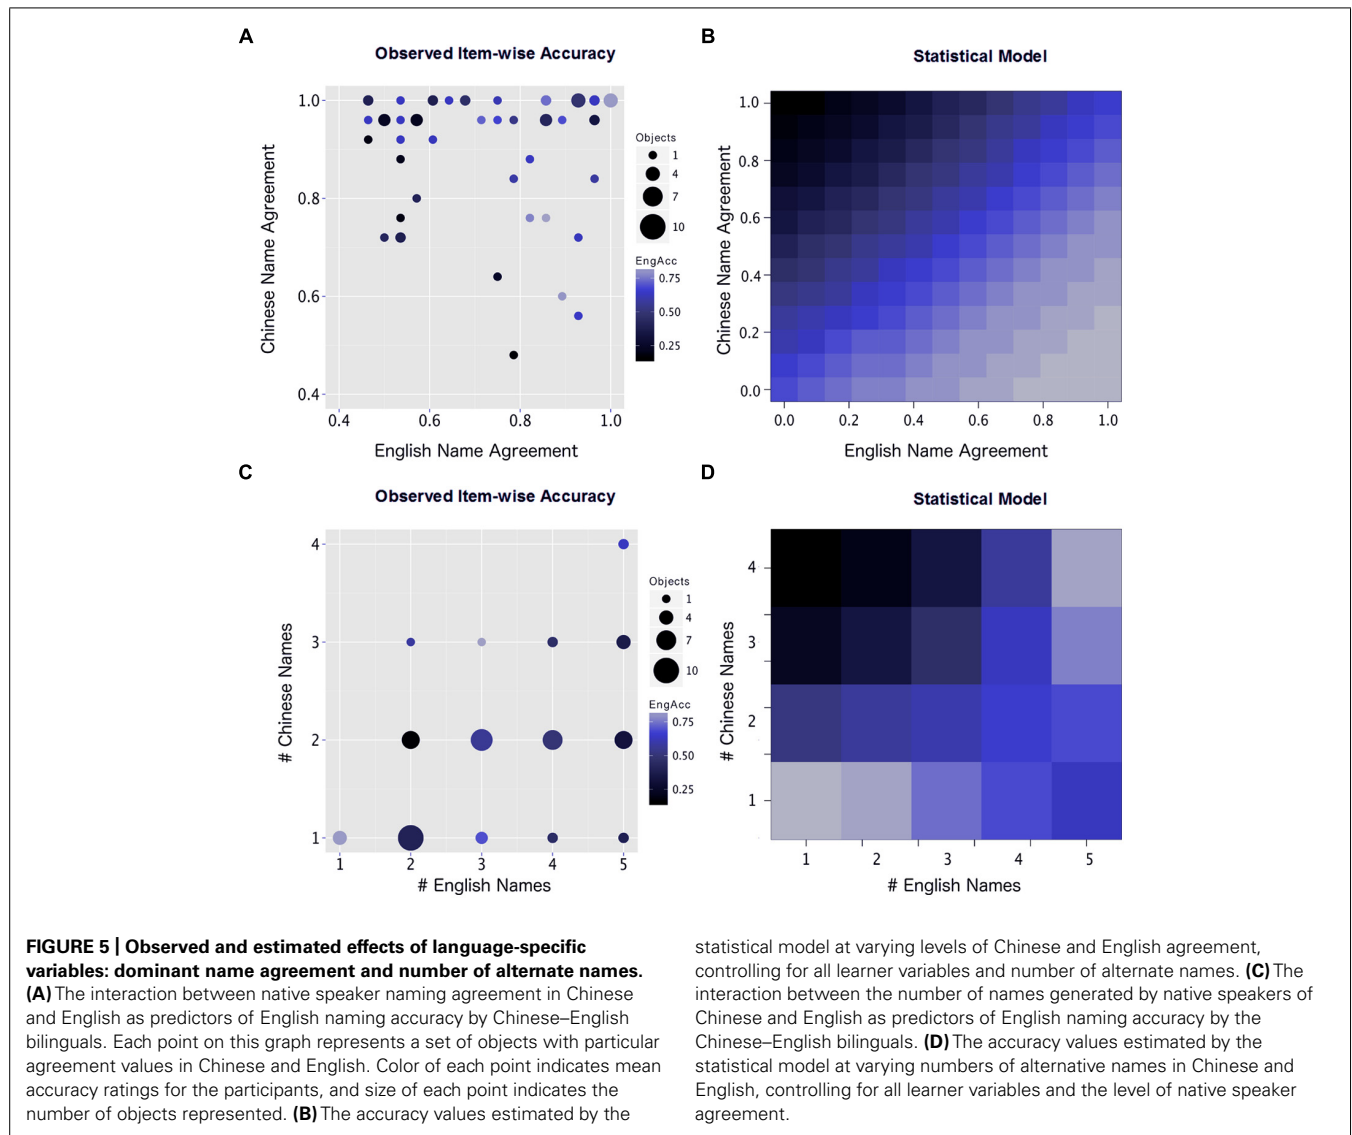 A
Observed Item-wise Accuracy
Chinese Name Agreement
1.0
0.8
0.6
0.4
0.4 0.6 0.8 1.0
English Name Agreement
Objects
1
4
7
10
EngAcc
0.75
0.50
0.25
B
Statistical Model
Chinese Name Agreement
1.0
0.8
0.6
0.4
0.2
0.0
0.0 0.2 0.4 0.6 0.8 1.0
English Name Agreement
C
Observed Item-wise Accuracy
# Chinese Names
4
3
2
1
1 2 3 4 5
# English Names
Objects
1
4
7
10
EngAcc
0.75
0.50
0.25
D
Statistical Model
# Chinese Names
4
3
2
1
1 2 3 4 5
# English Names
FIGURE 5 | Observed and estimated effects of language-specific
variables: dominant name agreement and number of alternate names.
(A) The interaction between native speaker naming agreement in Chinese
and English as predictors of English naming accuracy by Chinese–English
bilinguals. Each point on this graph represents a set of objects with particular
agreement values in Chinese and English. Color of each point indicates mean
accuracy ratings for the participants, and size of each point indicates the
number of objects represented. (B) The accuracy values estimated by the
statistical model at varying levels of Chinese and English agreement,
controlling for all learner variables and number of alternate names. (C) The
interaction between the number of names generated by native speakers of
Chinese and English as predictors of English naming accuracy by the
Chinese–English bilinguals. (D) The accuracy values estimated by the
statistical model at varying numbers of alternative names in Chinese and
English, controlling for all learner variables and the level of native speaker
agreement.